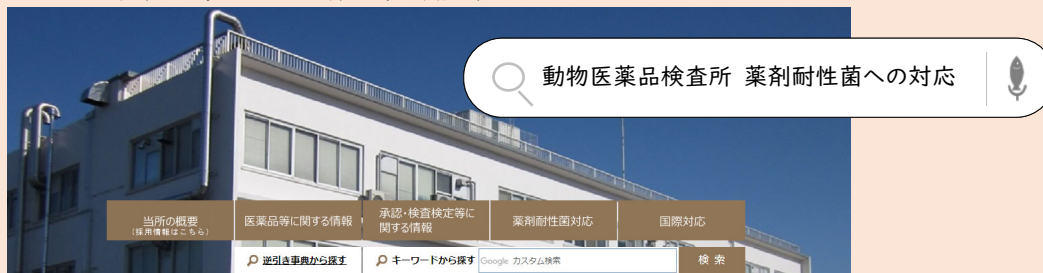 動物医薬品検査所 薬剤耐性菌への対応
当所の概要
(採用情報はこちら)
医薬品等に関する情報
承認・検査検定等に
関する情報
薬剤耐性菌対応
国際対応
逆引き事典から探す
キーワードから探す
Google カスタム検索
検 索